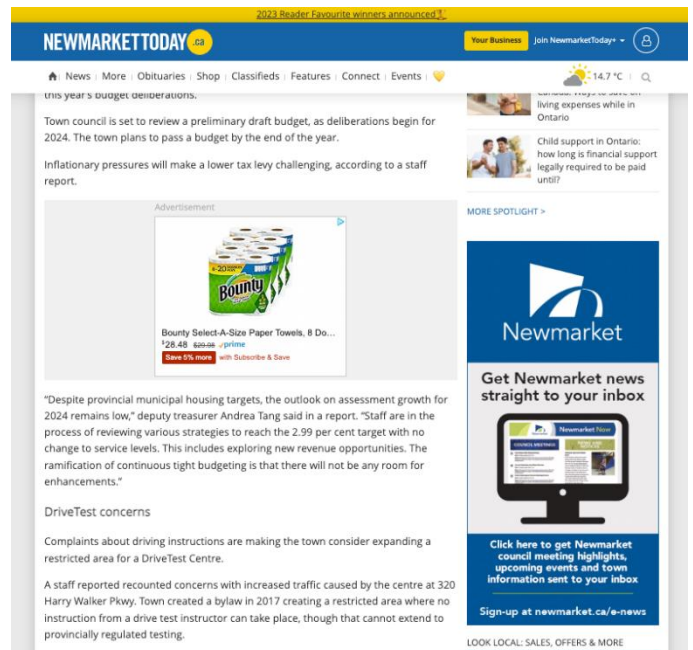 2023 Reader Favourite winners announced
NEWMARKETTODAY .ca
Your Business
Join NewmarketToday+
News
More
Obituaries
Shop
Classifieds
Features
Connect
Events
14.7 °C
this year's budget deliberations.
Town council is set to review a preliminary draft budget, as deliberations begin for
2024. The town plans to pass a budget by the end of the year.
Inflationary pressures will make a lower tax levy challenging, according to a staff
report.
Advertisement
8=20
Bounty
Bounty Select-A-Size Paper Towels, 8 Do...
$28.48 $29.98 prime
Save 5% more with Subscribe & Save
"Despite provincial municipal housing targets, the outlook on assessment growth for
2024 remains low," deputy treasurer Andrea Tang said in a report. "Staff are in the
process of reviewing various strategies to reach the 2.99 per cent target with no
change to service levels. This includes exploring new revenue opportunities. The
ramification of continuous tight budgeting is that there will not be any room for
enhancements."
DriveTest concerns
Complaints about driving instructions are making the town consider expanding a
restricted area for a DriveTest Centre.
A staff reported recounted concerns with increased traffic caused by the centre at 320
Harry Walker Pkwy. Town created a bylaw in 2017 creating a restricted area where no
instruction from a drive test instructor can take place, though that cannot extend to
provincially regulated testing.
Canada: Ways to save on
living expenses while in
Ontario
Child support in Ontario:
how long is financial support
legally required to be paid
until?
MORE SPOTLIGHT >
Newmarket
Get Newmarket news
straight to your inbox
Newmarket Now
COUNCIL MEETINGS
Click here to get Newmarket
council meeting highlights,
upcoming events and town
information sent to your inbox
Sign-up at newmarket.ca/e-news
LOOK LOCAL: SALES, OFFERS & MORE